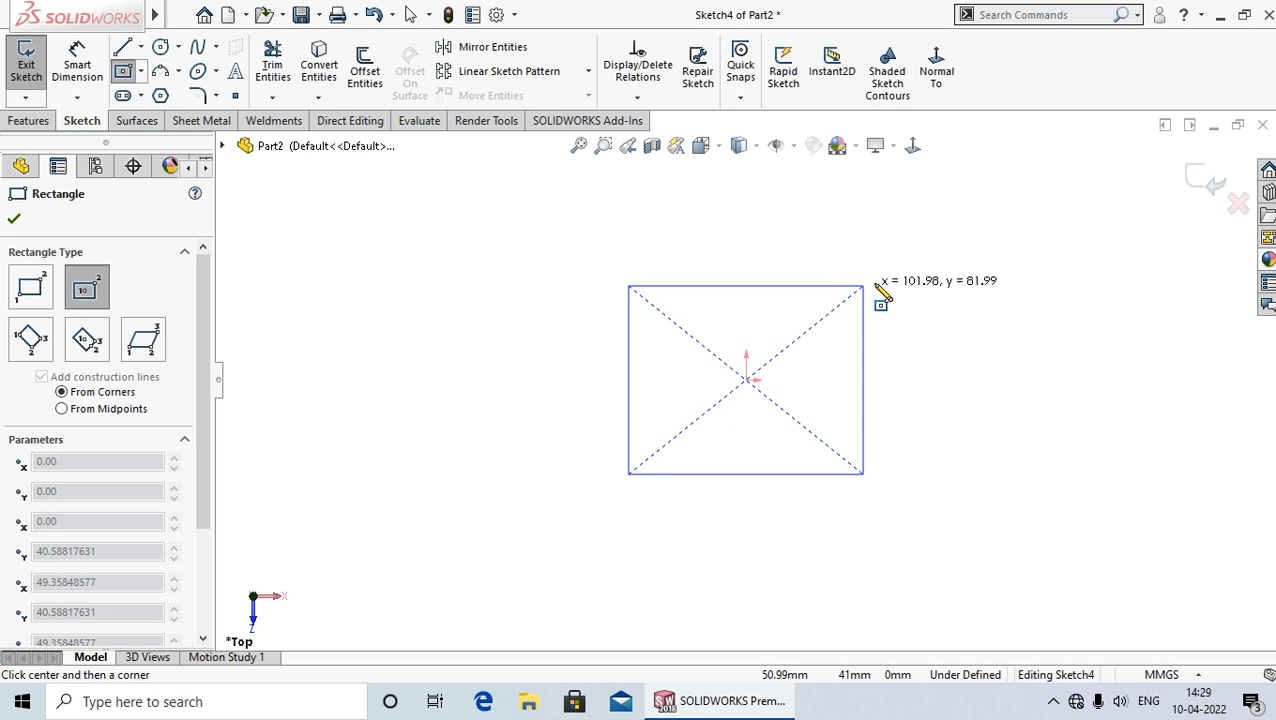 SOLIDWORKS
Sketch4 of Part2 *
Search Commands
?
Exit Sketch
Smart Dimension
Trim Entities
Convert Entities
Offset Entities
Offset On Surface
Mirror Entities
Linear Sketch Pattern
Move Entities
Display/Delete Relations
Repair Sketch
Quick Snaps
Rapid Sketch
Instant2D
Shaded Sketch Contours
Normal To
Features
Sketch
Surfaces
Sheet Metal
Weldments
Direct Editing
Evaluate
Render Tools
SOLIDWORKS Add-Ins
Part2 (Default<<Default>...
Rectangle
?
Rectangle Type
Add construction lines
From Corners
From Midpoints
Parameters
x 0.00
Y 0.00
x 0.00
Y 40.58817631
x 49.35848577
Y 40.58817631
x 49.35848577
x = 101.98, y = 81.99
X
Z
*Top
Model
3D Views
Motion Study 1
Click center and then a corner
50.99mm
41mm
0mm
Under Defined
Editing Sketch4
MMGS
Type here to search
SW
2018
SOLIDWORKS Prem...
ENG
14:29
10-04-2022
3